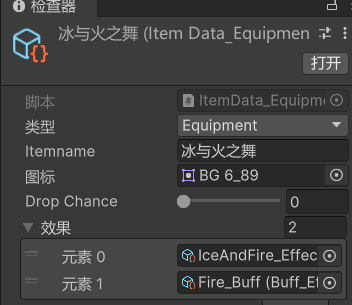 检查器
冰与火之舞 (Item Data_Equipmen
打开
脚本 ItemData_Equipme
类型 Equipment
Itemname 冰与火之舞
图标 BG 6_89
Drop Chance 0
效果 2
元素 0 IceAndFire_Effec
元素 1 Fire_Buff (Buff_Ef